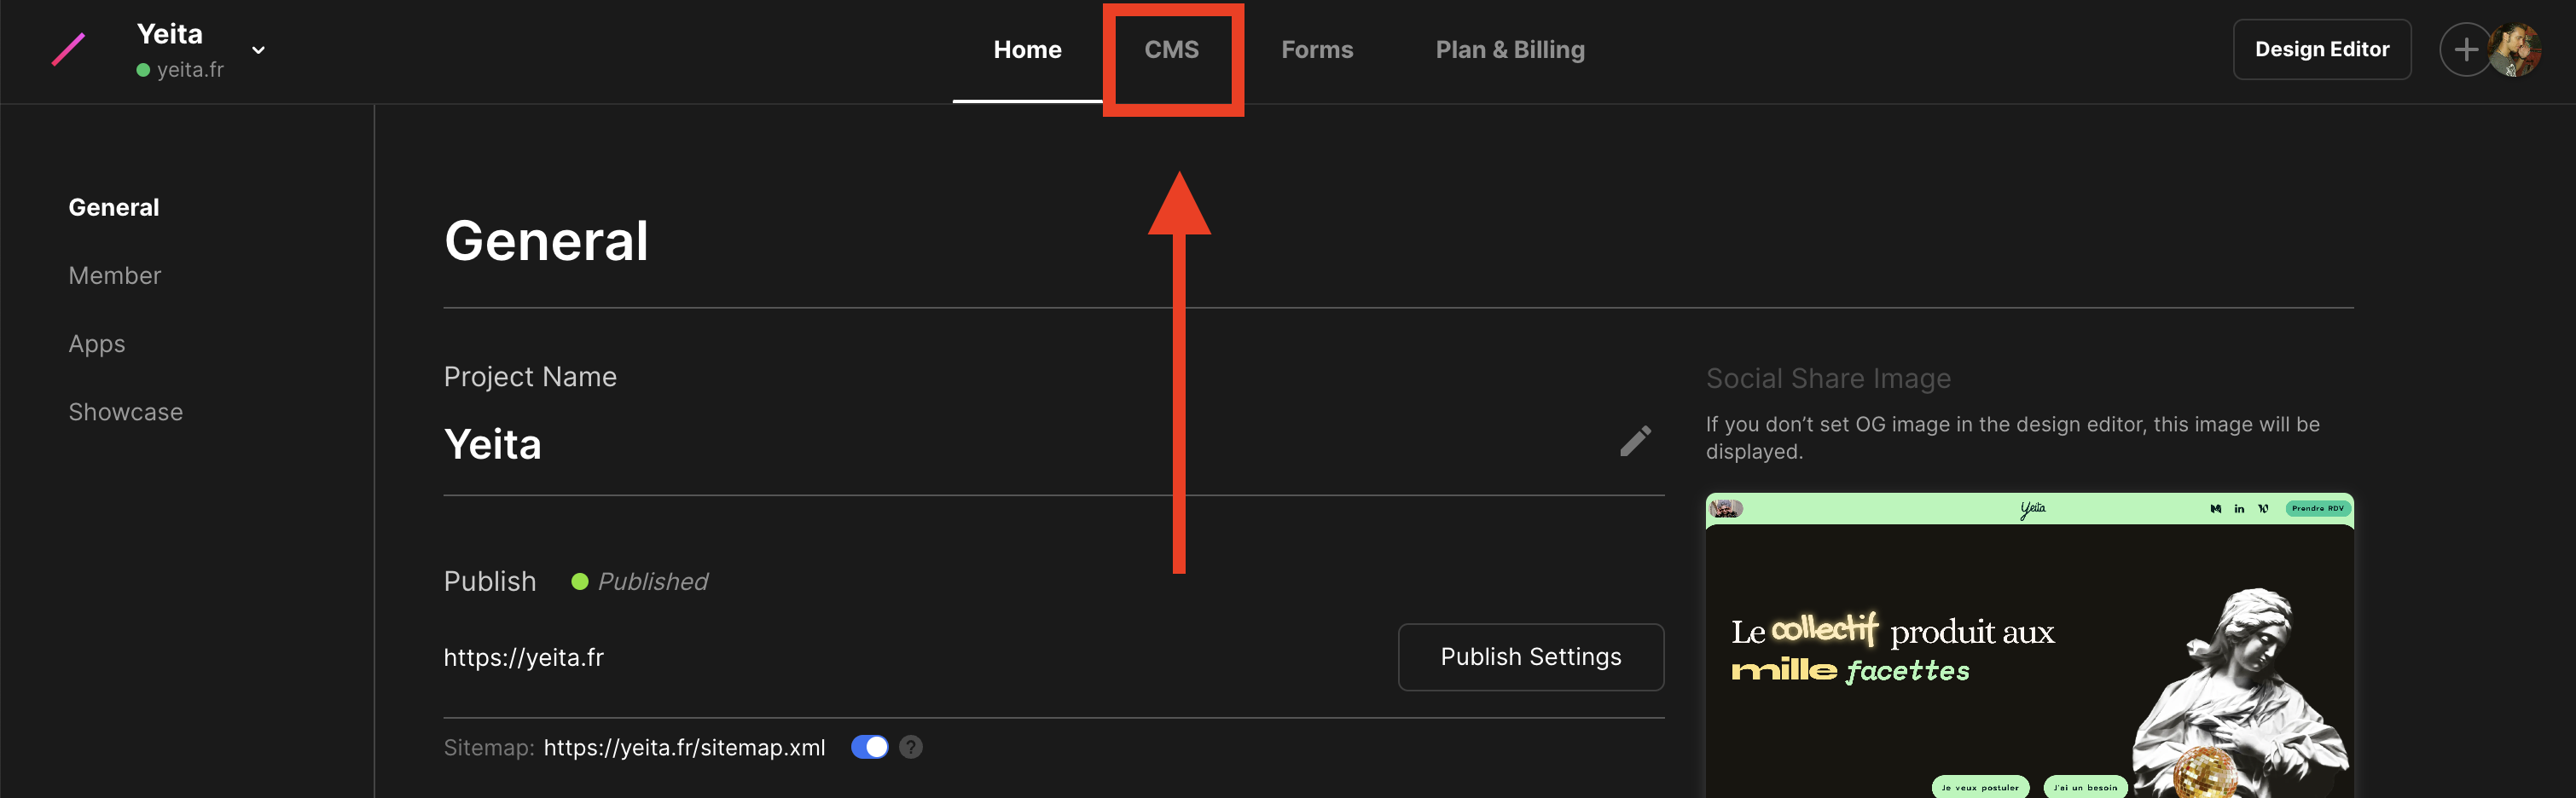 Yeita
yeita.fr
Home
CMS
Forms
Plan & Billing
Design Editor
General
Member
Apps
Showcase
General
Project Name
Yeita
Publish
Published
https://yeita.fr
Publish Settings
Sitemap: https://yeita.fr/sitemap.xml
?
Social Share Image
If you don’t set OG image in the design editor, this image will be
displayed.
Yeita
in
Prendre RDV
Le collectif produit aux
mille facettes
Je veux postuler
J'ai un besoin